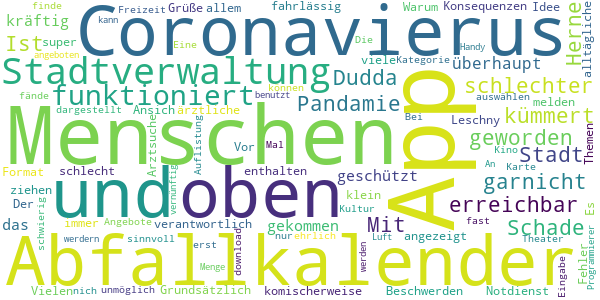 finde Freizeit Grüße allem fahrlässig Warum Konsequenzen Idee
kann
kräftig Coronavierus Herne alltägliche
Ist super Eine Die viele Kategorie Handy überhaupt
angeboten
Stadtverwaltung Dudda App schlechter
fände funktioniert können benutzt auswählen
dargestellt Ansich ärztliche Pandamie Bei Leschny melden kümmert
Menschen Arztsuche Auflistung Vor Mal An Kino Karte geworden Themen
Format schlecht enthalten geschützt Stadt
ziehen und vernünftig oben klein garnicht
Der Kultur erreichbar
das immer Angebote verantwortlich gekommen Mit fast Es
schwierig werdern sinnvoll erst nur ehrlich angezeigt Theater Schade
Abfallkalender download Luft werden Fehler Programmierer
Menge Eingabe
Vielen nich unmöglich Grundsätzlich komischerweise Beschwerden Notdienst